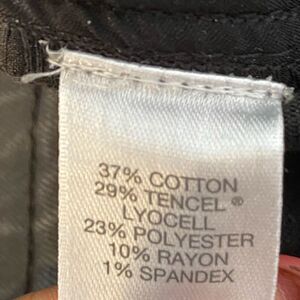 37% COTTON
29% TENCEL®
LYOCELL
23% POLYESTER
10% RAYON
1% SPANDEX